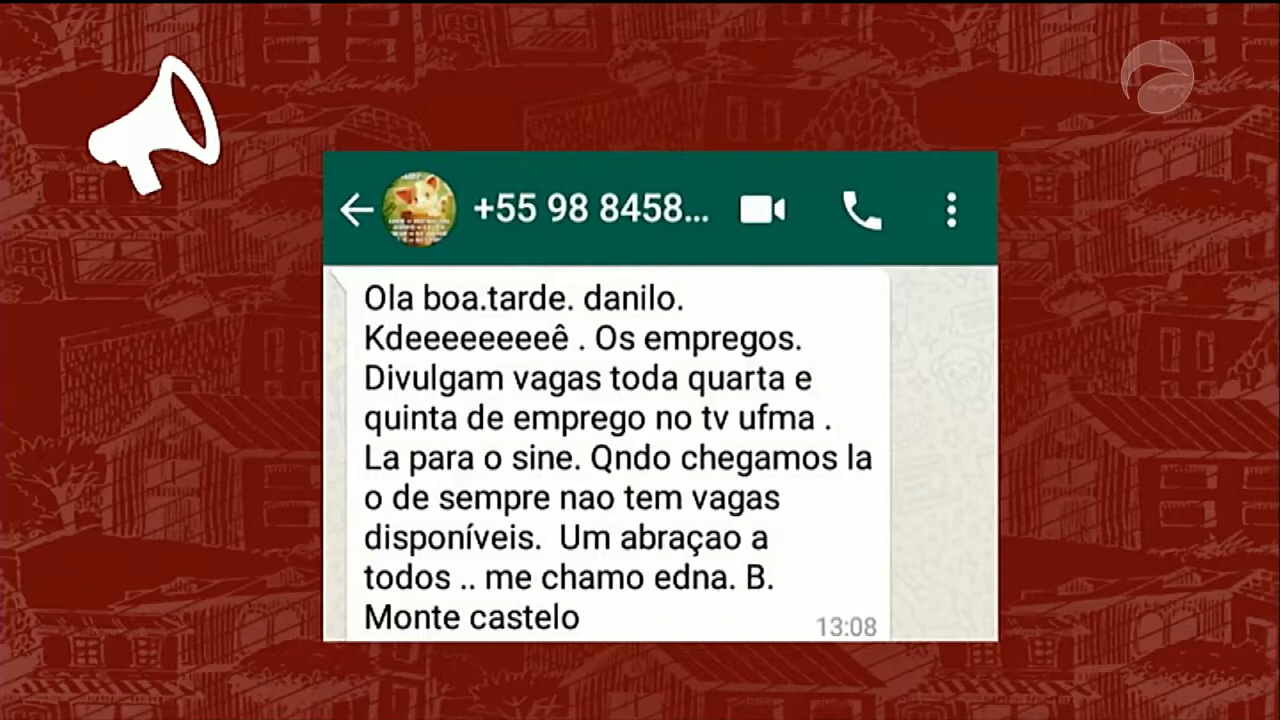 +55 98 8458...
Ola boa.tarde. danilo.
Kdeeeeeeeeê . Os empregos.
Divulgam vagas toda quarta e
quinta de emprego no tv ufma .
La para o sine. Qndo chegamos la
o de sempre nao tem vagas
disponíveis.  Um abraçao a
todos .. me chamo edna. B.
Monte castelo
13:08